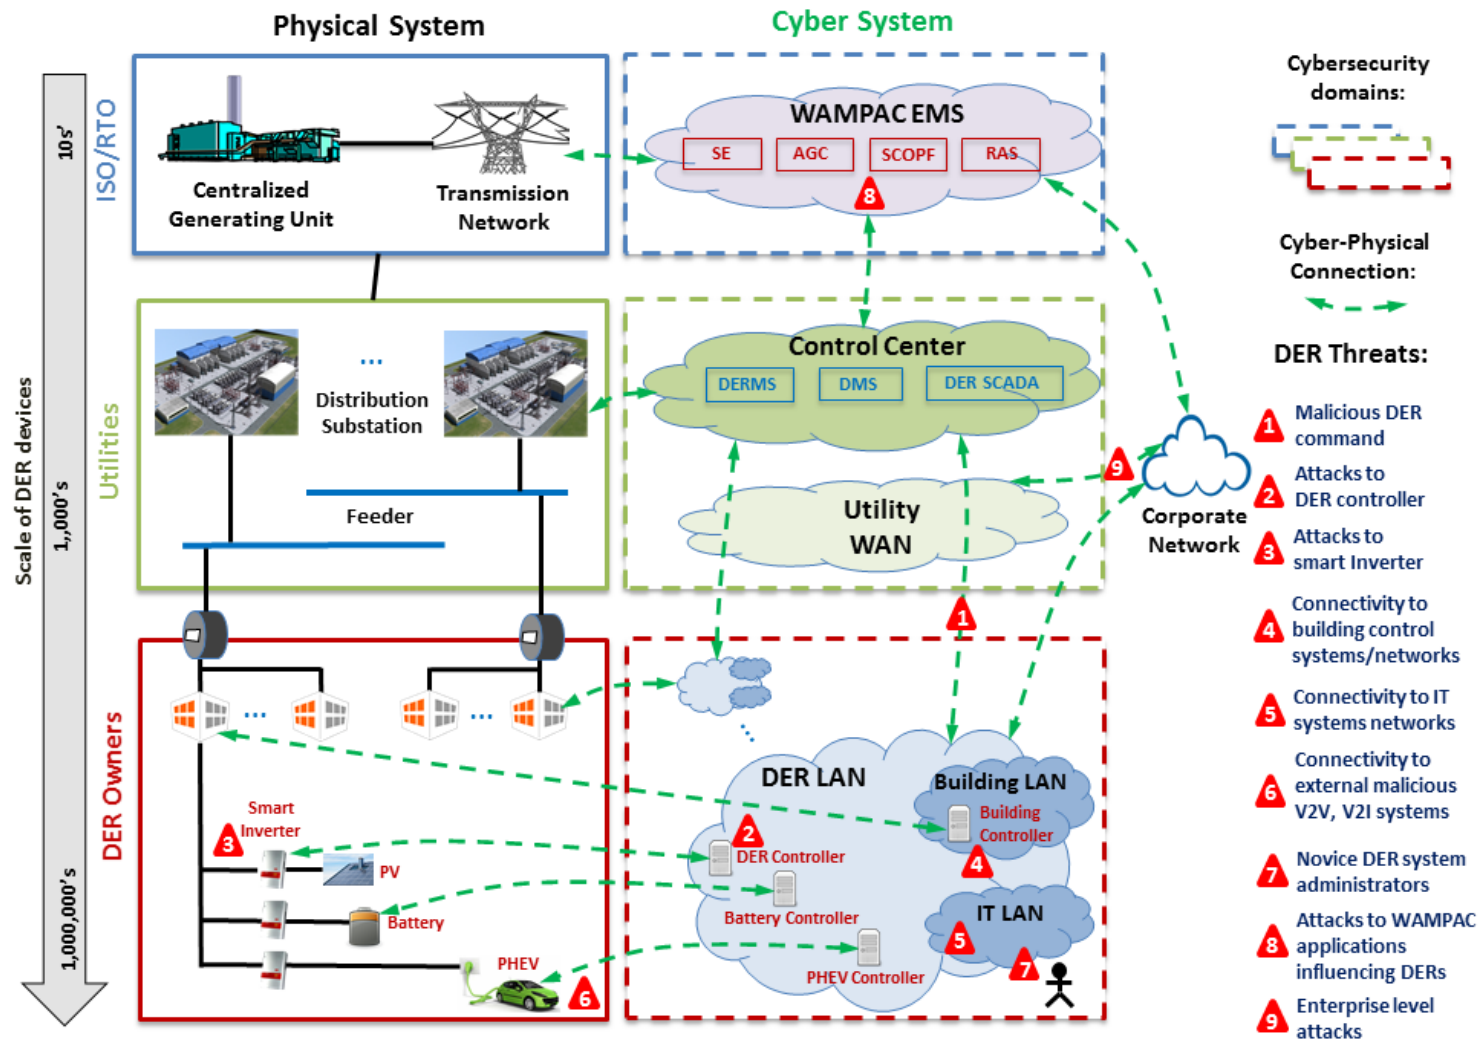 Physical System
Cyber System
Scale of DER devices
10s'
1,,000's
1,000,000's
ISO/RTO
Utilities
DER Owners
Centralized
Generating Unit
Transmission
Network
WAMPAC EMS
SE
AGC
SCOPF
RAS
8
...
Distribution
Substation
Feeder
Control Center
DERMS
DMS
DER SCADA
Utility
WAN
9
Corporate
Network
1
...
...
...
Smart
Inverter
3
PV
Battery
PHEV
6
DER LAN
2
DER Controller
Battery Controller
PHEV Controller
Building LAN
Building
Controller
4
IT LAN
5
7
Cybersecurity
domains:
Cyber-Physical
Connection:
DER Threats:
1
Malicious DER
command
2
Attacks to
DER controller
3
Attacks to
smart Inverter
4
Connectivity to
building control
systems/networks
5
Connectivity to IT
systems networks
6
Connectivity to
external malicious
V2V, V2I systems
7
Novice DER system
administrators
8
Attacks to WAMPAC
applications
influencing DERs
9
Enterprise level
attacks